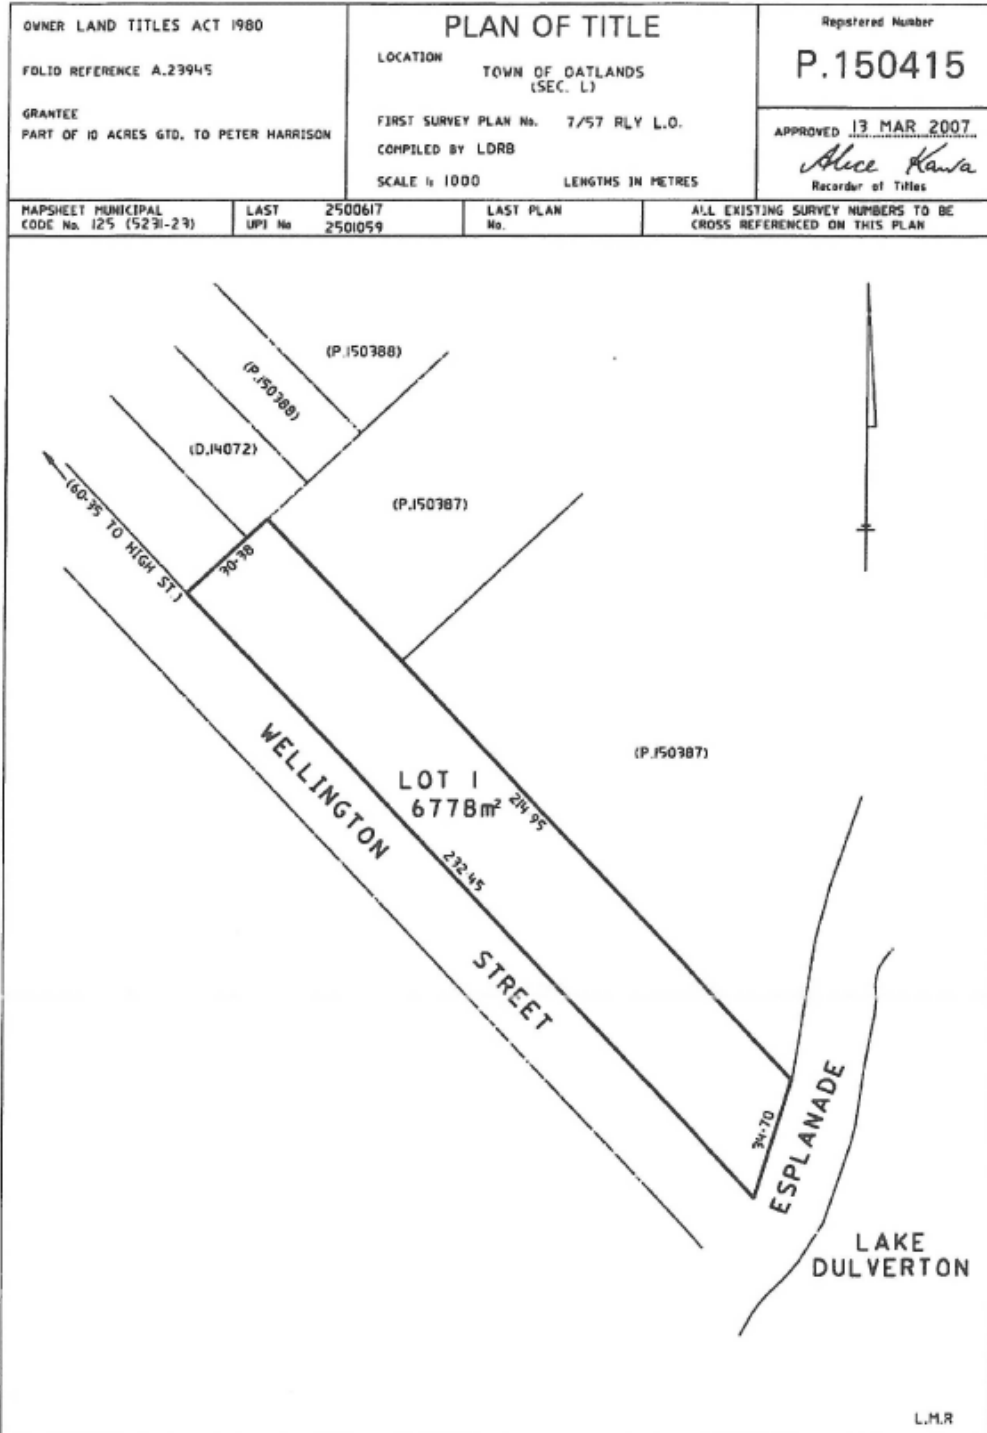 OWNER LAND TITLES ACT 1980
FOLIO REFERENCE A.23945
GRANTEE
PART OF 10 ACRES GTD. TO PETER HARRISON
PLAN OF TITLE
LOCATION
TOWN OF OATLANDS
(SEC. L)
FIRST SURVEY PLAN No. 7/57 RLY L.O.
COMPILED BY LDRB
SCALE 1: 1000 LENGTHS IN METRES
Registered Number
P.150415
APPROVED 13 MAR 2007
Alice Kawa
Recorder of Titles
MAPSHEET MUNICIPAL
CODE No. 125 (5231-23)
LAST UPI No 2500617
2501059
LAST PLAN
No.
ALL EXISTING SURVEY NUMBERS TO BE
CROSS REFERENCED ON THIS PLAN
(P.150388)
(P.150388)
(D.14072)
(60·35 TO HIGH ST.)
30·38
(P.150387)
(P.150387)
WELLINGTON
STREET
LOT 1
6778m²
214·95
232·45
34·70
ESPLANADE
LAKE
DULVERTON
L.M.R